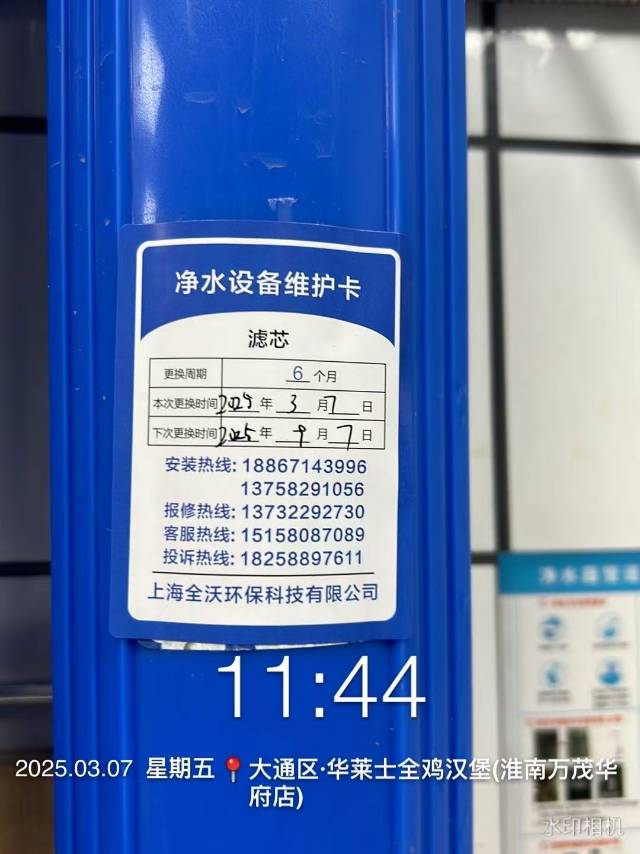 净水设备维护卡
滤芯
更换周期 6 个月
本次更换时间 2025 年 3 月 7 日
下次更换时间 2025 年 9 月 7 日
安装热线: 18867143996
13758291056
报修热线: 13732292730
客服热线: 15158087089
投诉热线: 18258897611
上海全沃环保科技有限公司
净水器管道
11:44
2025.03.07 星期五 大通区·华莱士全鸡汉堡(淮南万茂华
府店)
水印相机